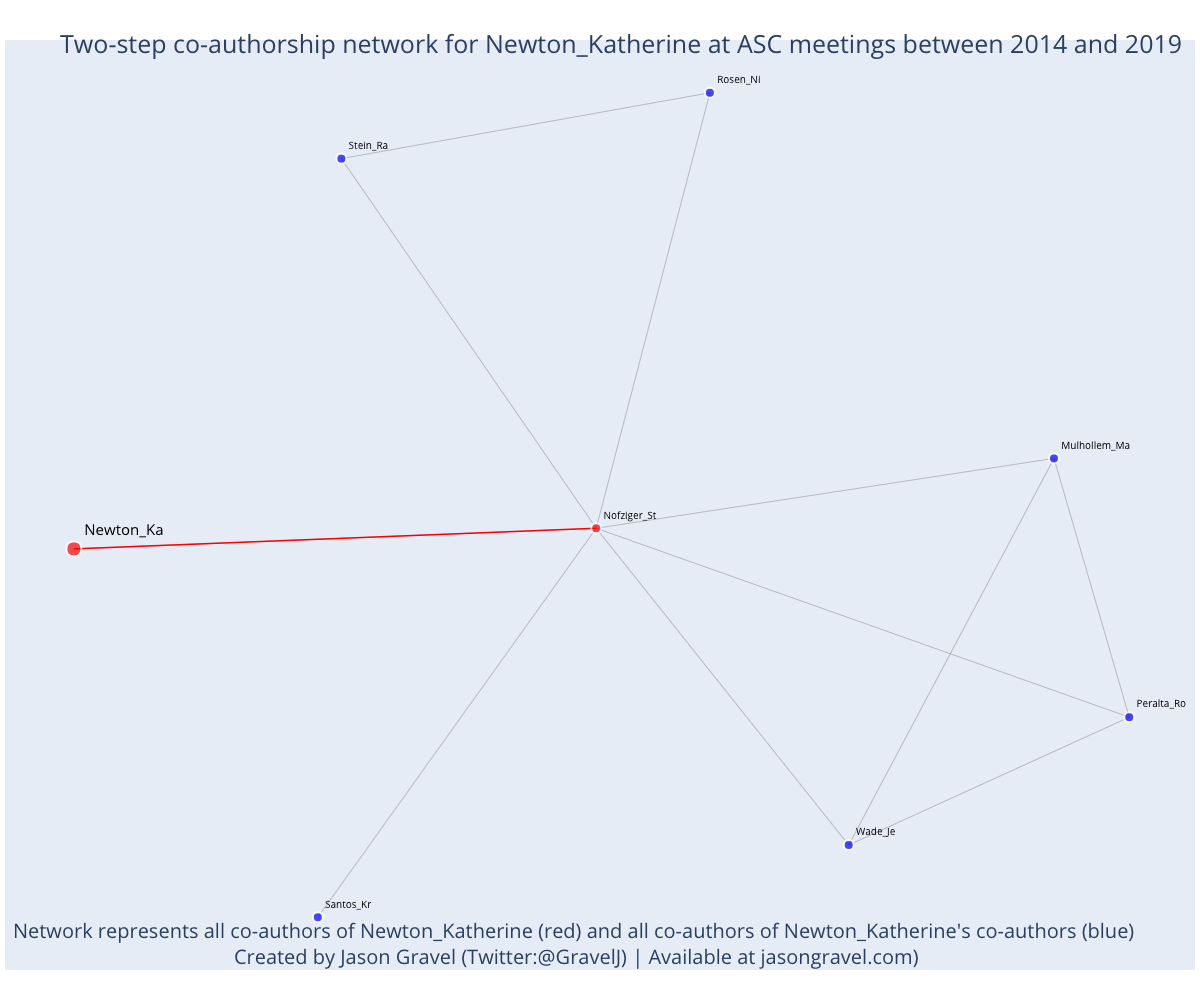 Two-step co-authorship network for Newton_Katherine at ASC meetings between 2014 and 2019
Rosen_Ni
Stein_Ra
Mulhollem_Ma
Nofziger_St
Newton_Ka
Peralta_Ro
Wade_Je
Santos_Kr
Network represents all co-authors of Newton_Katherine (red) and all co-authors of Newton_Katherine's co-authors (blue)
Created by Jason Gravel (Twitter:@GravelJ) | Available at jasongravel.com)